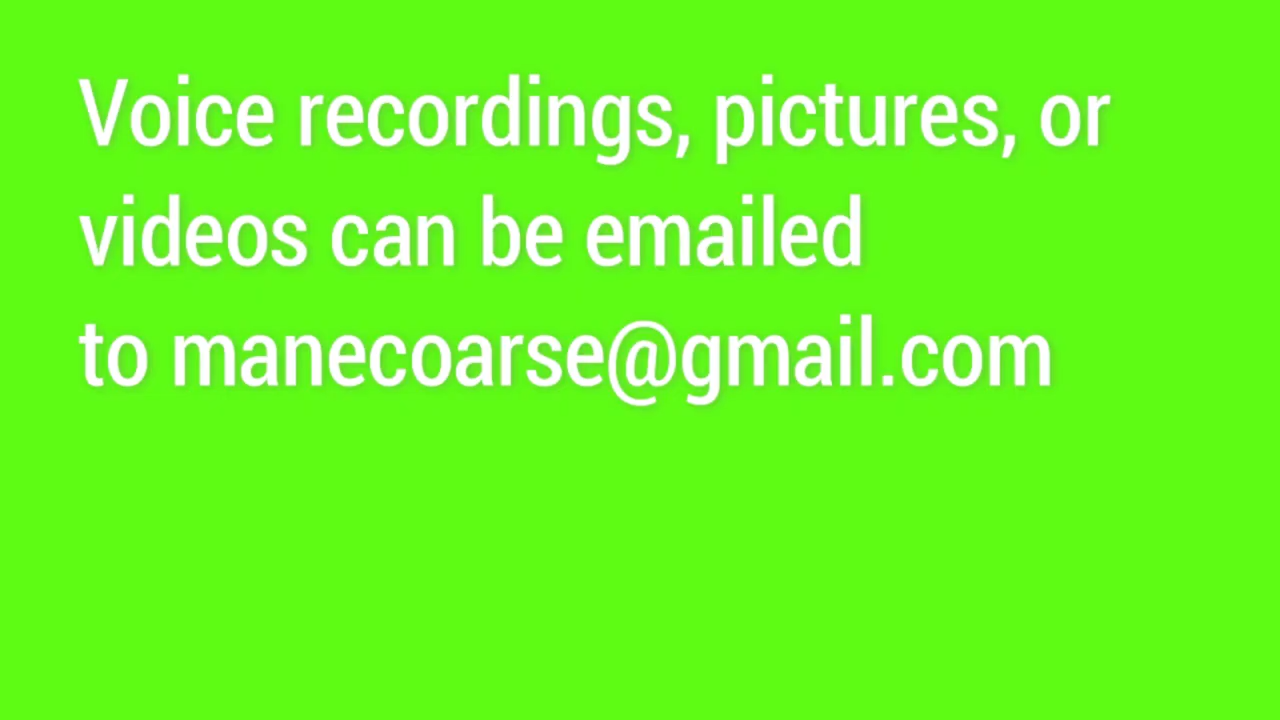 Voice recordings, pictures, or
videos can be emailed
to manecoarse@gmail.com